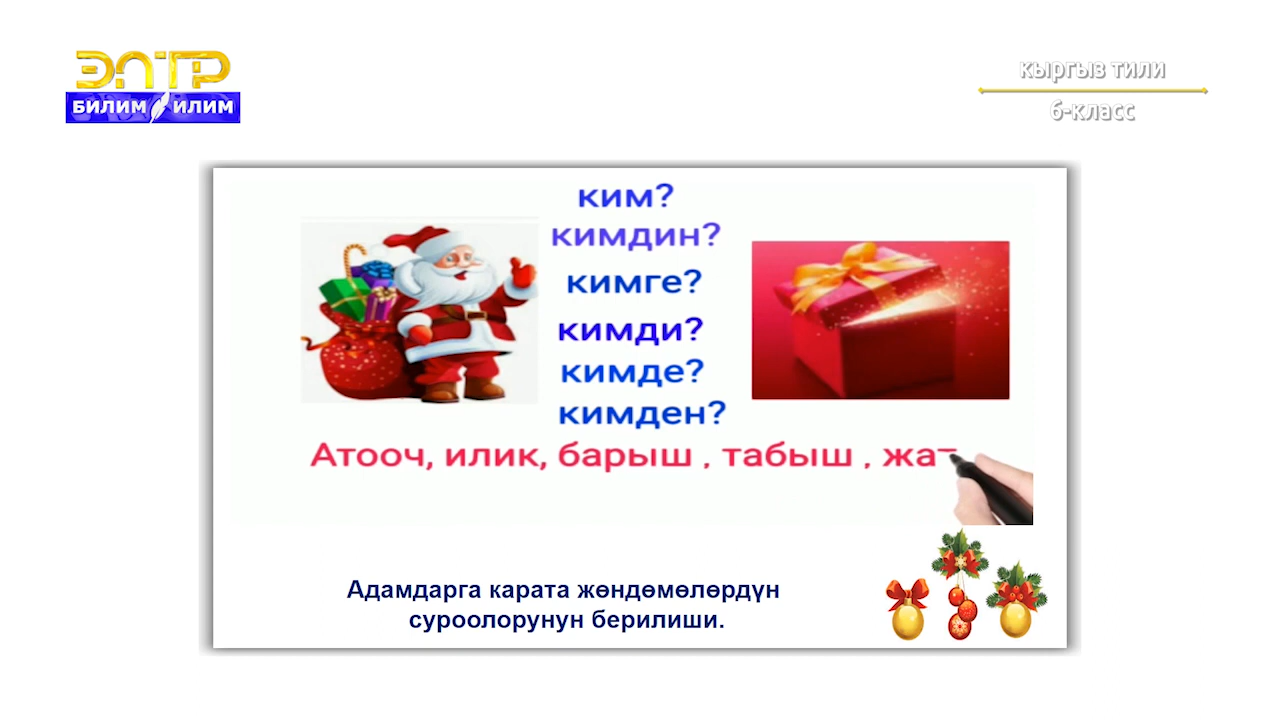 ЭЛТР
БИЛИМ ИЛИМ
кыргыз тили
6-класс
ким?
кимдин?
кимге?
кимди?
кимде?
кимден?
Атооч, илик, барыш , табыш , жат
Адамдарга карата жөндөмөлөрдүн
суроолорунун берилиши.